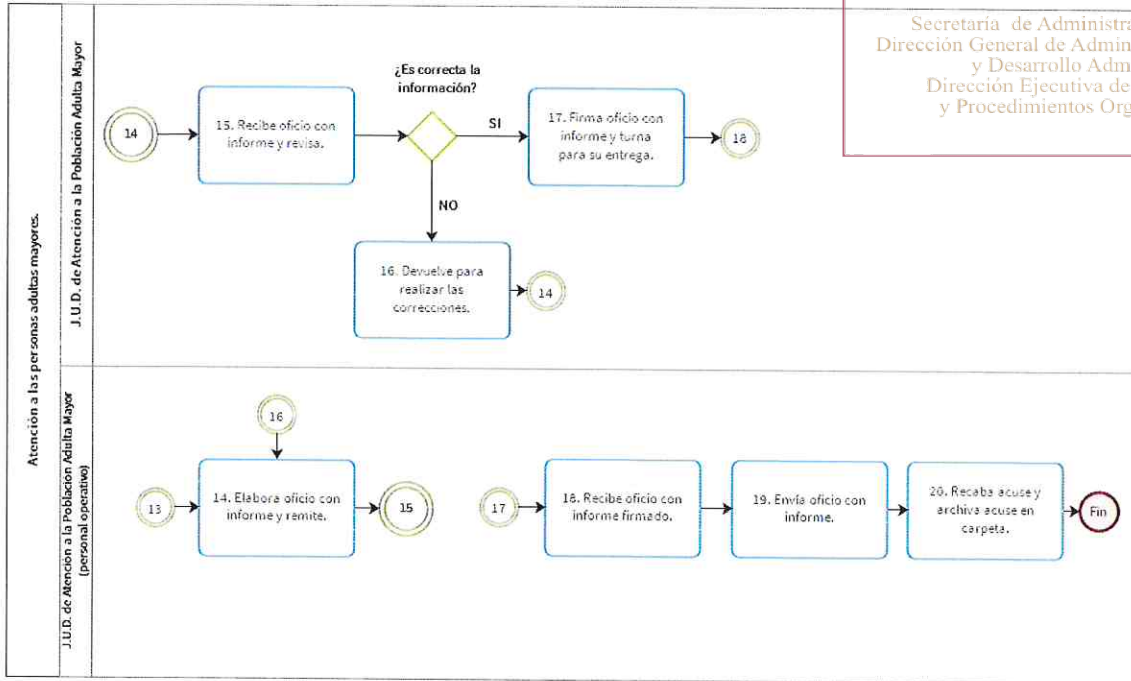 Secretaría de Administra
Dirección General de Admin
y Desarrollo Adm
Dirección Ejecutiva de
y Procedimientos Org
Atención a las personas adultas mayores.
J.U.D. de Atención a la Población Adulta Mayor
14
15. Recibe oficio con
informe y revisa.
¿Es correcta la
información?
SI
17. Firma oficio con
informe y turna
para su entrega.
18
NO
16. Devuelve para
realizar las
correcciones.
14
J.U.D. de Atención a la Población Adulta Mayor
(personal operativo)
16
13
14. Elabora oficio con
informe y remite.
15
17
18. Recibe oficio con
informe firmado.
19. Envía oficio con
informe.
20. Recaba acuse y
archiva acuse en
carpeta.
Fin